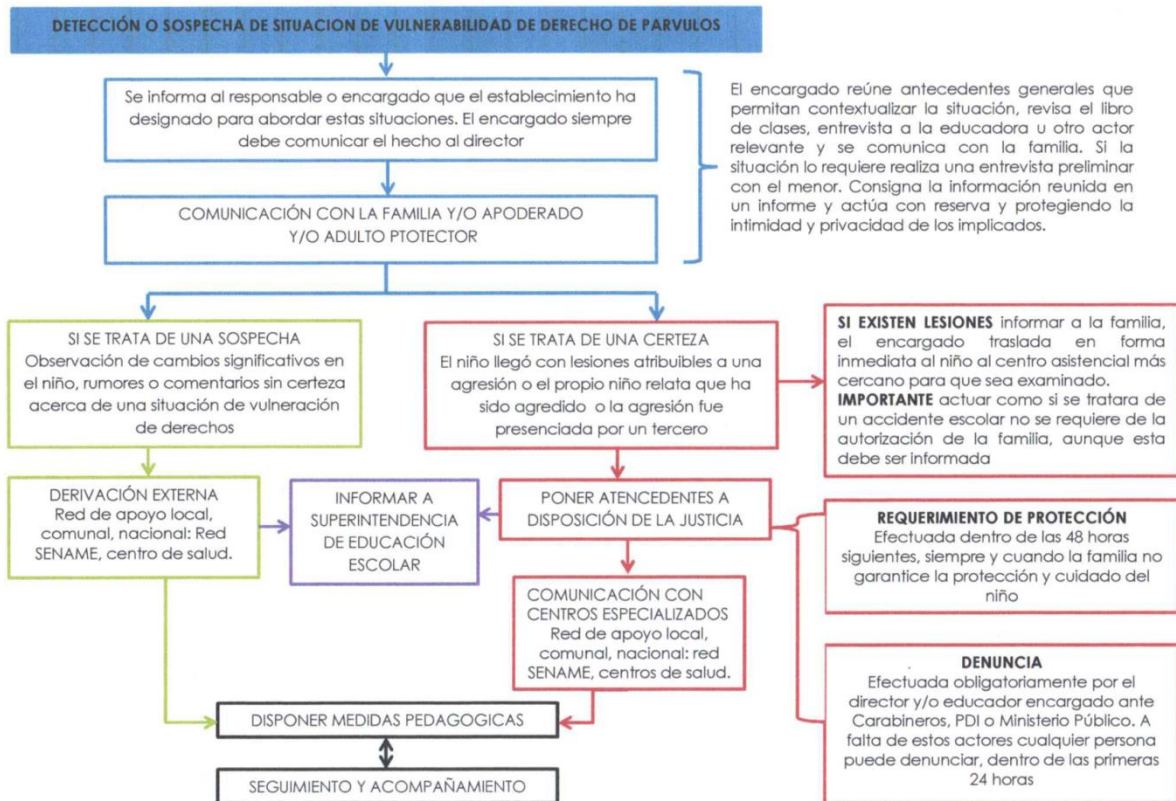 DETECCIÓN O SOSPECHA DE SITUACION DE VULNERABILIDAD DE DERECHO DE PARVULOS
Se informa al responsable o encargado que el establecimiento ha
designado para abordar estas situaciones. El encargado siempre
debe comunicar el hecho al director
El encargado reúne antecedentes generales que
permitan contextualizar la situación, revisa el libro
de clases, entrevista a la educadora u otro actor
relevante y se comunica con la familia. Si la
situación lo requiere realiza una entrevista preliminar
con el menor. Consigna la información reunida en
un informe y actúa con reserva y protegiendo la
intimidad y privacidad de los implicados.
COMUNICACIÓN CON LA FAMILIA Y/O APODERADO
Y/O ADULTO PTOTECTOR
SI SE TRATA DE UNA SOSPECHA
Observación de cambios significativos en
el niño, rumores o comentarios sin certeza
acerca de una situación de vulneración
de derechos
SI SE TRATA DE UNA CERTEZA
El niño llegó con lesiones atribuibles a una
agresión o el propio niño relata que ha
sido agredido o la agresión fue
presenciada por un tercero
SI EXISTEN LESIONES informar a la familia,
el encargado traslada en forma
inmediata al niño al centro asistencial más
cercano para que sea examinado.
IMPORTANTE actuar como si se tratara de
un accidente escolar no se requiere de la
autorización de la familia, aunque esta
debe ser informada
DERIVACIÓN EXTERNA
Red de apoyo local,
comunal, nacional: Red
SENAME, centro de salud.
INFORMAR A
SUPERINTENDENCIA
DE EDUCACIÓN
ESCOLAR
PONER ATENCEDENTES A
DISPOSICIÓN DE LA JUSTICIA
REQUERIMIENTO DE PROTECCIÓN
Efectuada dentro de las 48 horas
siguientes, siempre y cuando la familia no
garantice la protección y cuidado del
niño
COMUNICACIÓN CON
CENTROS ESPECIALIZADOS
Red de apoyo local,
comunal, nacional: red
SENAME, centros de salud.
DENUNCIA
Efectuada obligatoriamente por el
director y/o educador encargado ante
Carabineros, PDI o Ministerio Público. A
falta de estos actores cualquier persona
puede denunciar, dentro de las primeras
24 horas
DISPONER MEDIDAS PEDAGOGICAS
SEGUIMIENTO Y ACOMPAÑAMIENTO